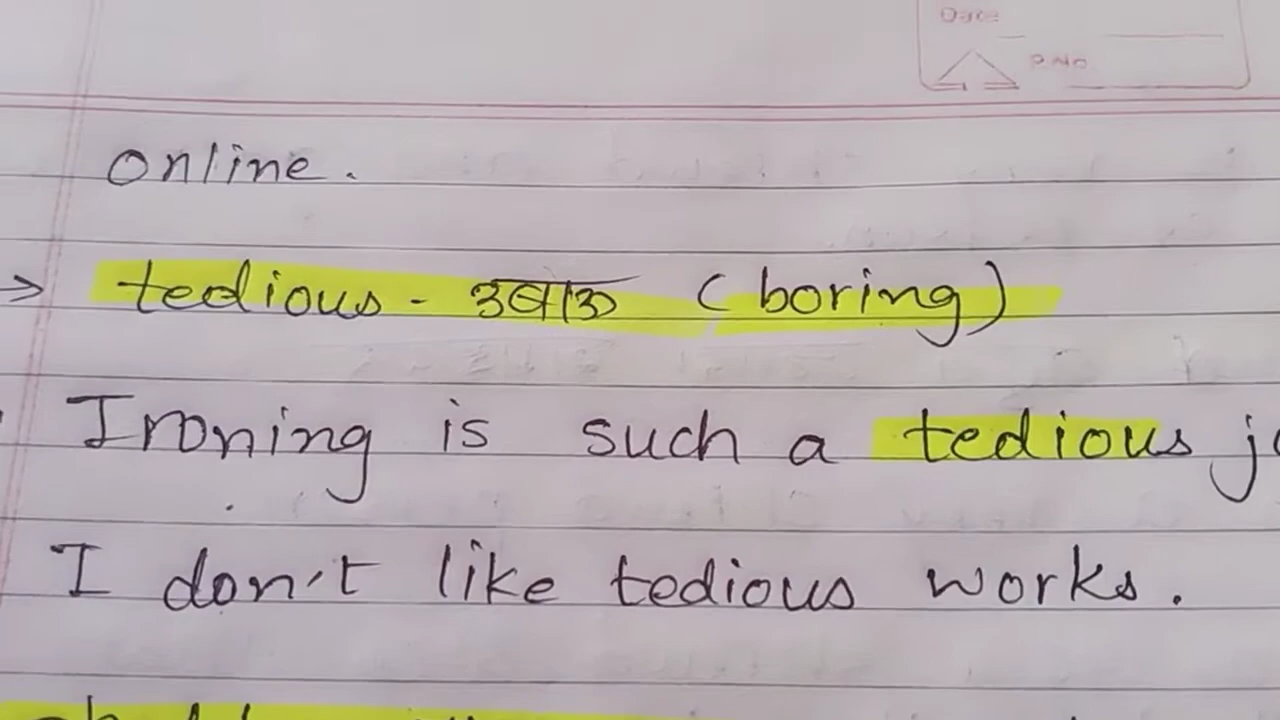 Date
P.No.
online.
> tedious - उबाऊ (boring)
Ironing is such a tedious
I don't like tedious works.